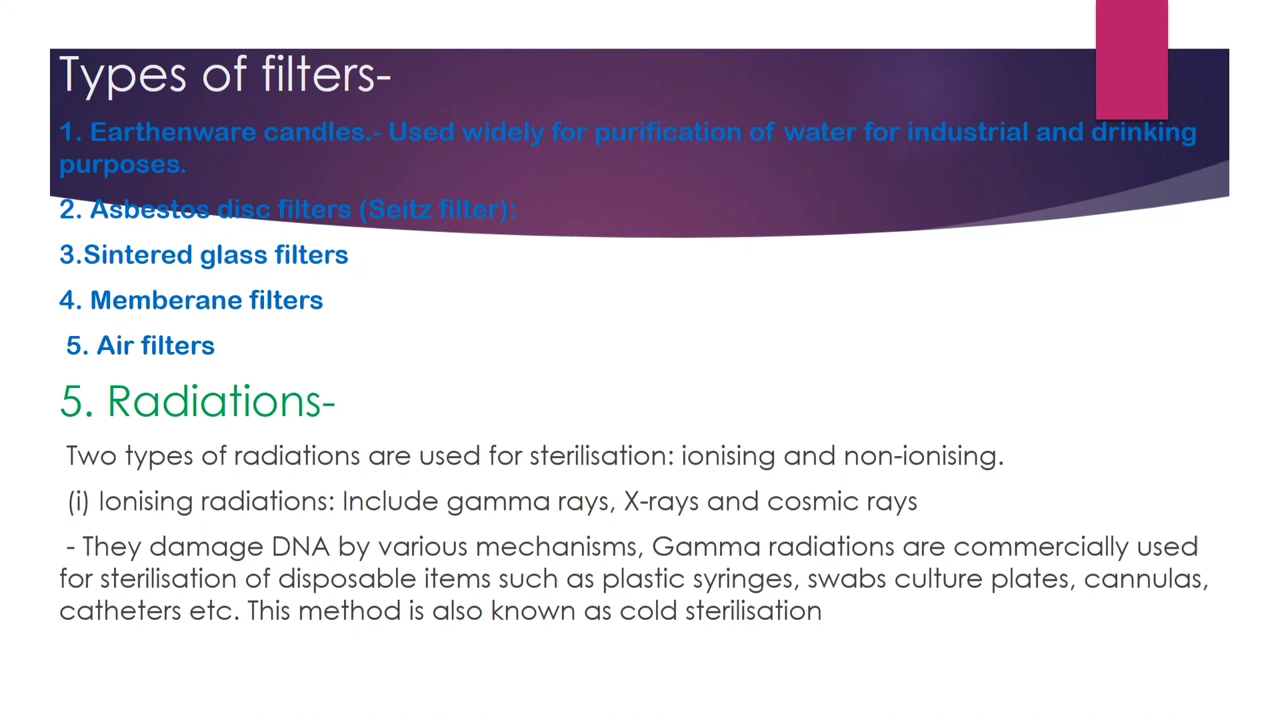 Types of filters-
1. Earthenware candles.- Used widely for purification of water for industrial and drinking
purposes.
2. Asbestos disc filters (Seitz filter):
3.Sintered glass filters
4. Memberane filters
5. Air filters
5. Radiations-
Two types of radiations are used for sterilisation: ionising and non-ionising.
(i) Ionising radiations: Include gamma rays, X-rays and cosmic rays
- They damage DNA by various mechanisms, Gamma radiations are commercially used
for sterilisation of disposable items such as plastic syringes, swabs culture plates, cannulas,
catheters etc. This method is also known as cold sterilisation